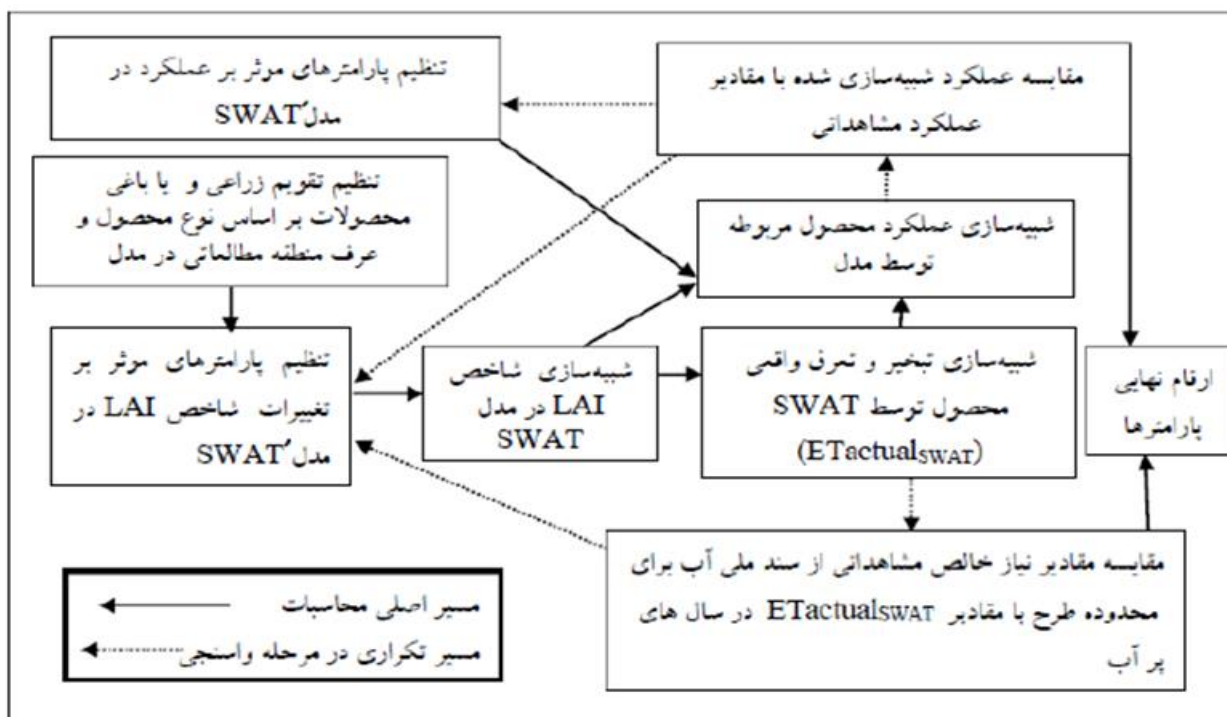 تنظیم پارامترهای موثر بر عملکرد در
مدل SWAT
مقایسه عملکرد شبیه‌سازی شده با مقادیر
عملکرد مشاهداتی
تنظیم تقویم زراعی و یا باغی
محصولات بر اساس نوع محصول و
عرف منطقه مطالعاتی در مدل
شبیه‌سازی عملکرد محصول مربوطه
توسط مدل
تنظیم پارامترهای موثر بر
تغییرات شاخص LAI در
مدل SWAT
شبیه‌سازی شاخص
LAI در مدل
SWAT
شبیه‌سازی تبخیر و تعرق واقعی
محصول توسط SWAT
(ETactualSWAT)
ارقام نهایی
پارامترها
مقایسه مقادیر نیاز خالص مشاهداتی از سند ملی آب برای
محدوده طرح با مقادیر ETactualSWAT در سال های
پر آب
مسیر اصلی محاسبات
مسیر تکراری در مرحله واسنجی